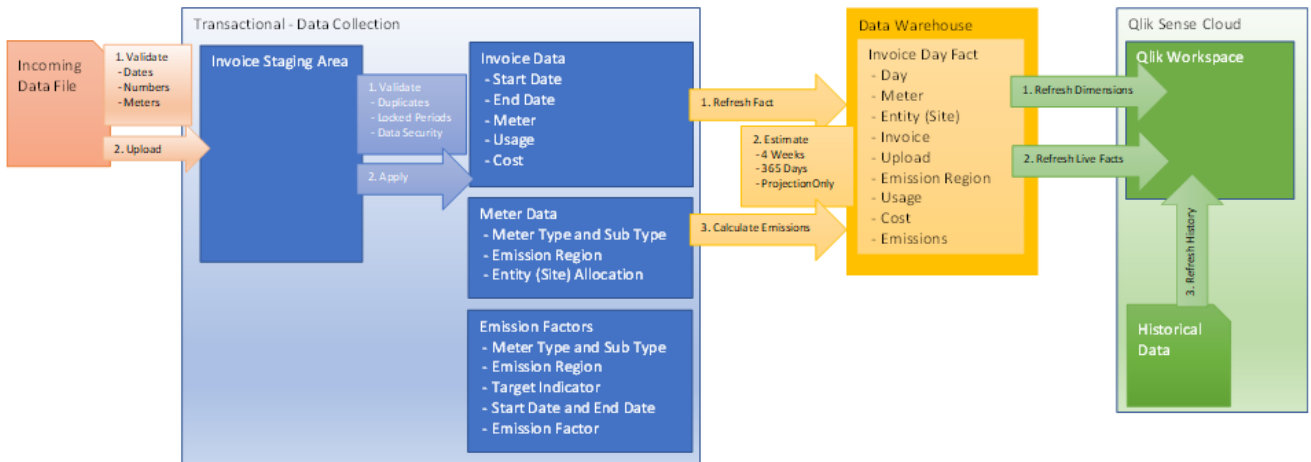 Incoming
Data File
1. Validate
- Dates
- Numbers
- Meters
2. Upload
Transactional - Data Collection
Invoice Staging Area
1. Validate
- Duplicates
- Locked Periods
- Data Security
2. Apply
Invoice Data
- Start Date
- End Date
- Meter
- Usage
- Cost
Meter Data
- Meter Type and Sub Type
- Emission Region
- Entity (Site) Allocation
Emission Factors
- Meter Type and Sub Type
- Emission Region
- Target Indicator
- Start Date and End Date
- Emission Factor
1. Refresh Fact
2. Estimate
- 4 Weeks
- 365 Days
- ProjectionOnly
3. Calculate Emissions
Data Warehouse
Invoice Day Fact
- Day
- Meter
- Entity (Site)
- Invoice
- Upload
- Emission Region
- Usage
- Cost
- Emissions
1. Refresh Dimensions
2. Refresh Live Facts
Qlik Sense Cloud
Qlik Workspace
3. Refresh History
Historical
Data